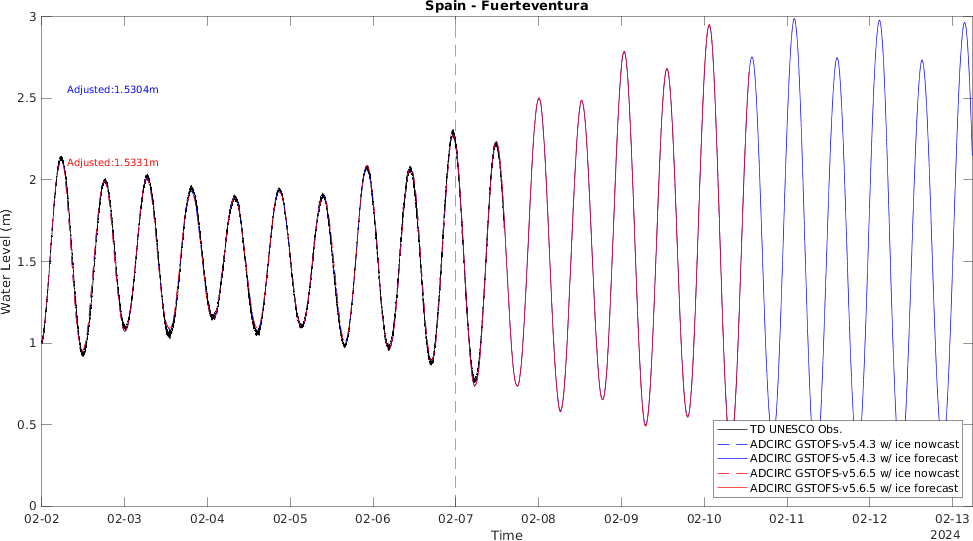 Spain - Fuerteventura
3
2.5
2
1.5
1
0.5
0
Water Level (m)
Adjusted:1.5304m
Adjusted:1.5331m
TD UNESCO Obs.
ADCIRC GSTOFS-v5.4.3 w/ ice nowcast
ADCIRC GSTOFS-v5.4.3 w/ ice forecast
ADCIRC GSTOFS-v5.6.5 w/ ice nowcast
ADCIRC GSTOFS-v5.6.5 w/ ice forecast
02-02 02-03 02-04 02-05 02-06 02-07 02-08 02-09 02-10 02-11 02-12 02-13
Time
2024